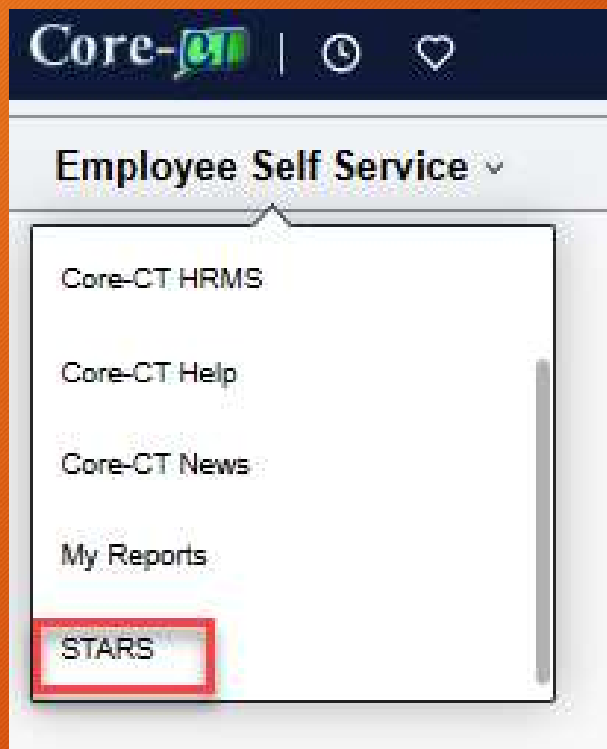 Core-CT
Employee Self Service
Core-CT HRMS
Core-CT Help
Core-CT News
My Reports
STARS